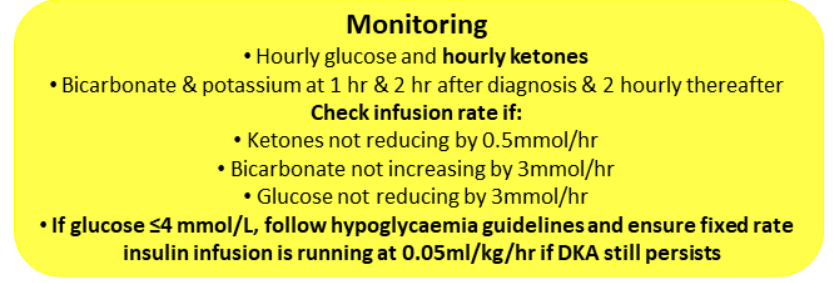 Monitoring
• Hourly glucose and hourly ketones
• Bicarbonate & potassium at 1 hr & 2 hr after diagnosis & 2 hourly thereafter
Check infusion rate if:
• Ketones not reducing by 0.5mmol/hr
• Bicarbonate not increasing by 3mmol/hr
• Glucose not reducing by 3mmol/hr
• If glucose ≤4 mmol/L, follow hypoglycaemia guidelines and ensure fixed rate
insulin infusion is running at 0.05ml/kg/hr if DKA still persists